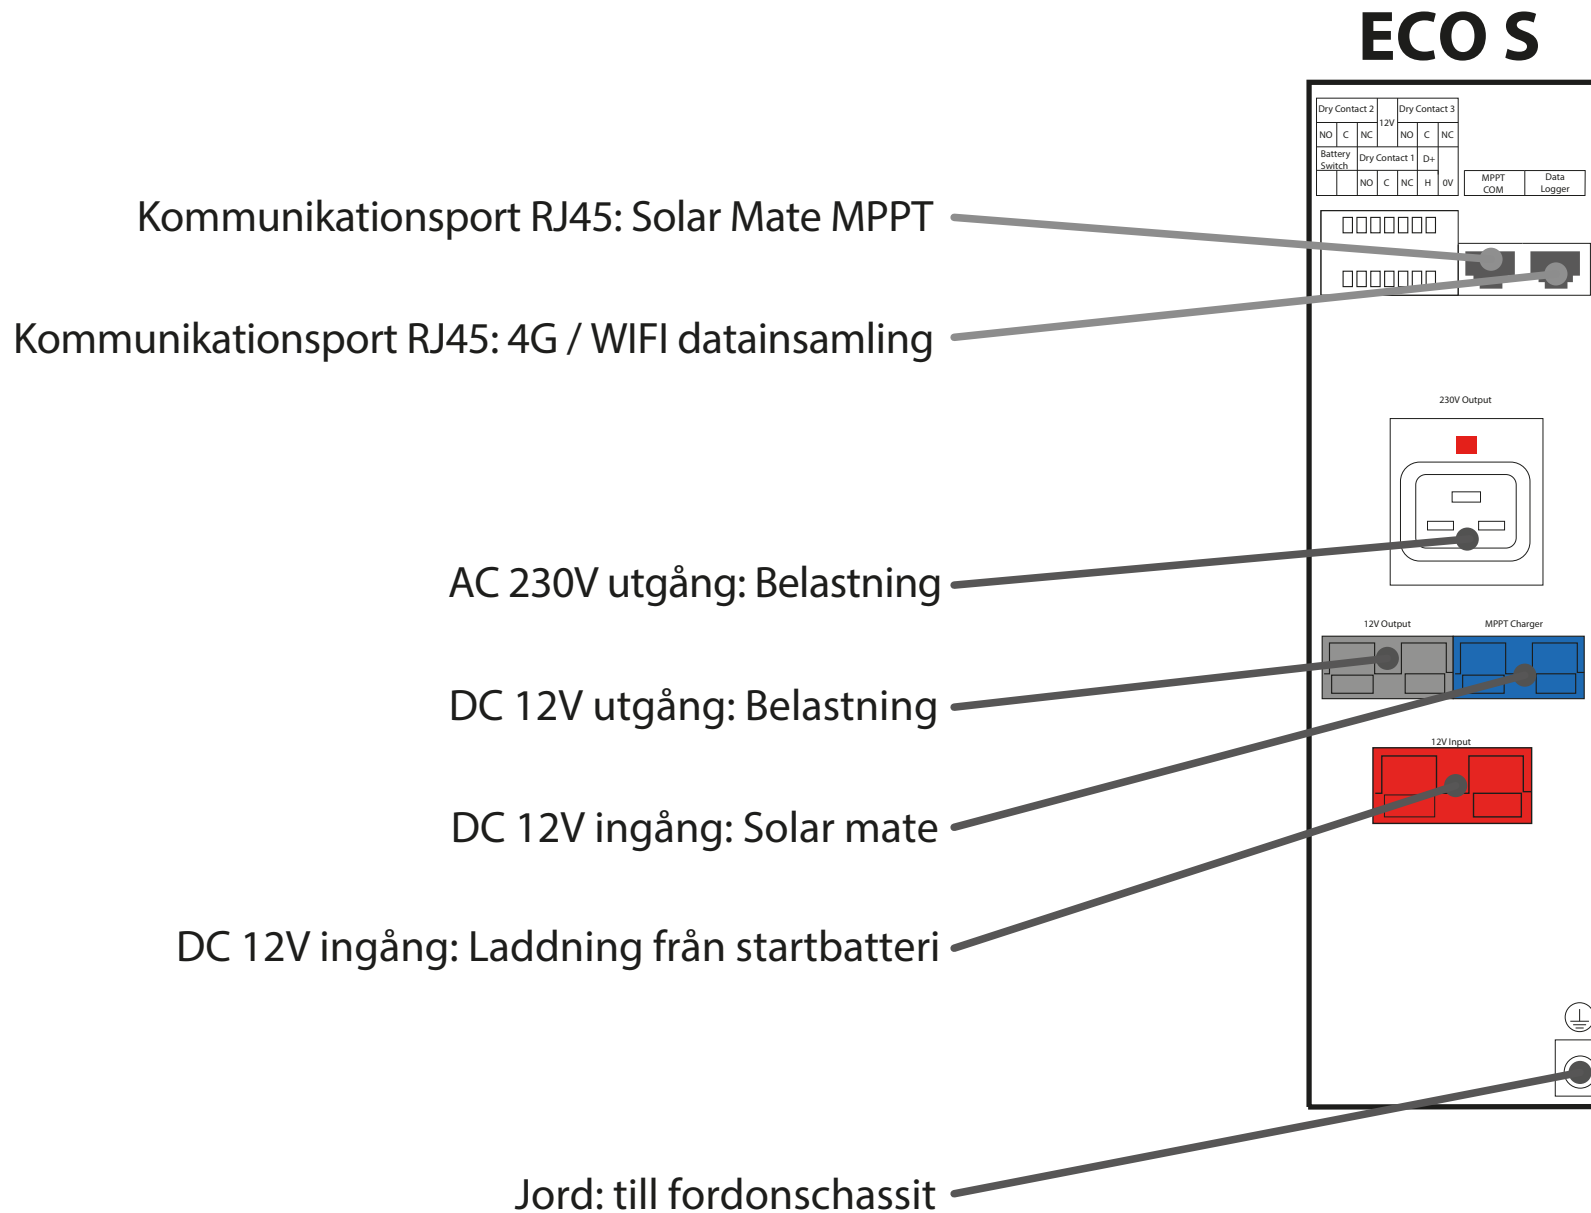 ECO S
Dry Contact 2 12V Dry Contact 3
NO C NC NO C NC
Battery Switch Dry Contact 1 D+
NO C NC H 0V
MPPT COM
Data Logger
Kommunikationsport RJ45: Solar Mate MPPT
Kommunikationsport RJ45: 4G / WIFI datainsamling
230V Output
AC 230V utgång: Belastning
12V Output MPPT Charger
DC 12V utgång: Belastning
12V Input
DC 12V ingång: Solar mate
DC 12V ingång: Laddning från startbatteri
Jord: till fordonschassit